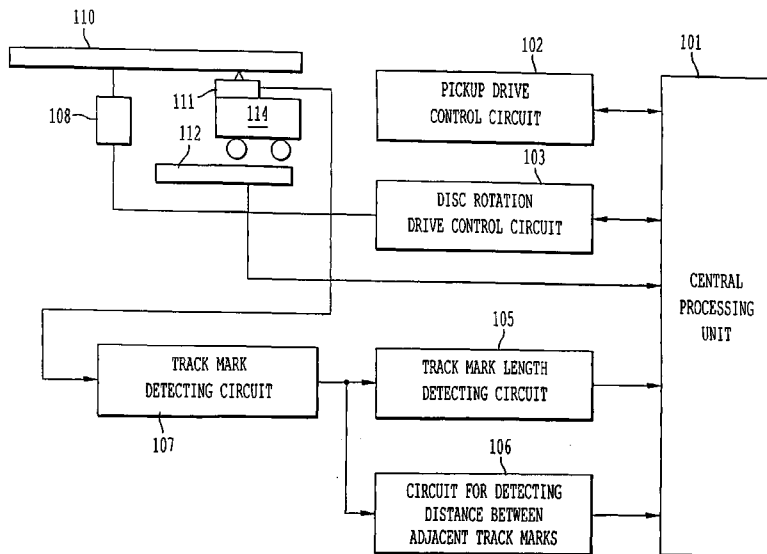 110
102
101
111
PICKUP DRIVE
CONTROL CIRCUIT
108
114
112
103
DISC ROTATION
DRIVE CONTROL CIRCUIT
CENTRAL
PROCESSING
UNIT
105
TRACK MARK
DETECTING CIRCUIT
TRACK MARK LENGTH
DETECTING CIRCUIT
107
106
CIRCUIT FOR DETECTING
DISTANCE BETWEEN
ADJACENT TRACK MARKS